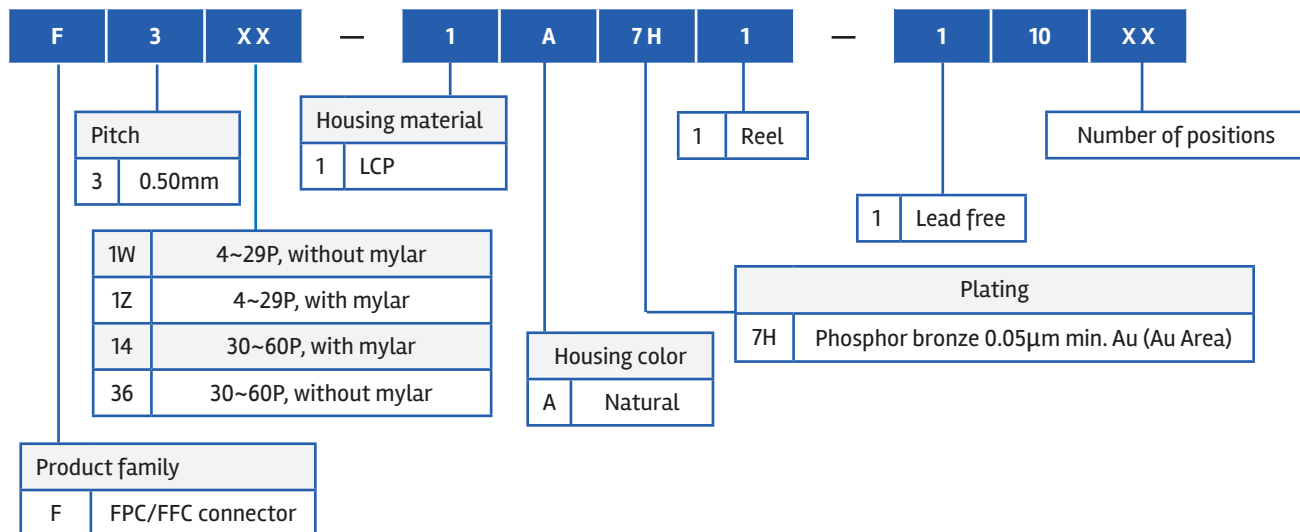 F 3 XX — 1 A 7H 1 — 1 10 XX
Pitch
3 0.50mm
Housing material
1 LCP
1 Reel
Number of positions
1 Lead free
1W 4~29P, without mylar
1Z 4~29P, with mylar
14 30~60P, with mylar
36 30~60P, without mylar
Plating
7H Phosphor bronze 0.05μm min. Au (Au Area)
Housing color
A Natural
Product family
F FPC/FFC connector